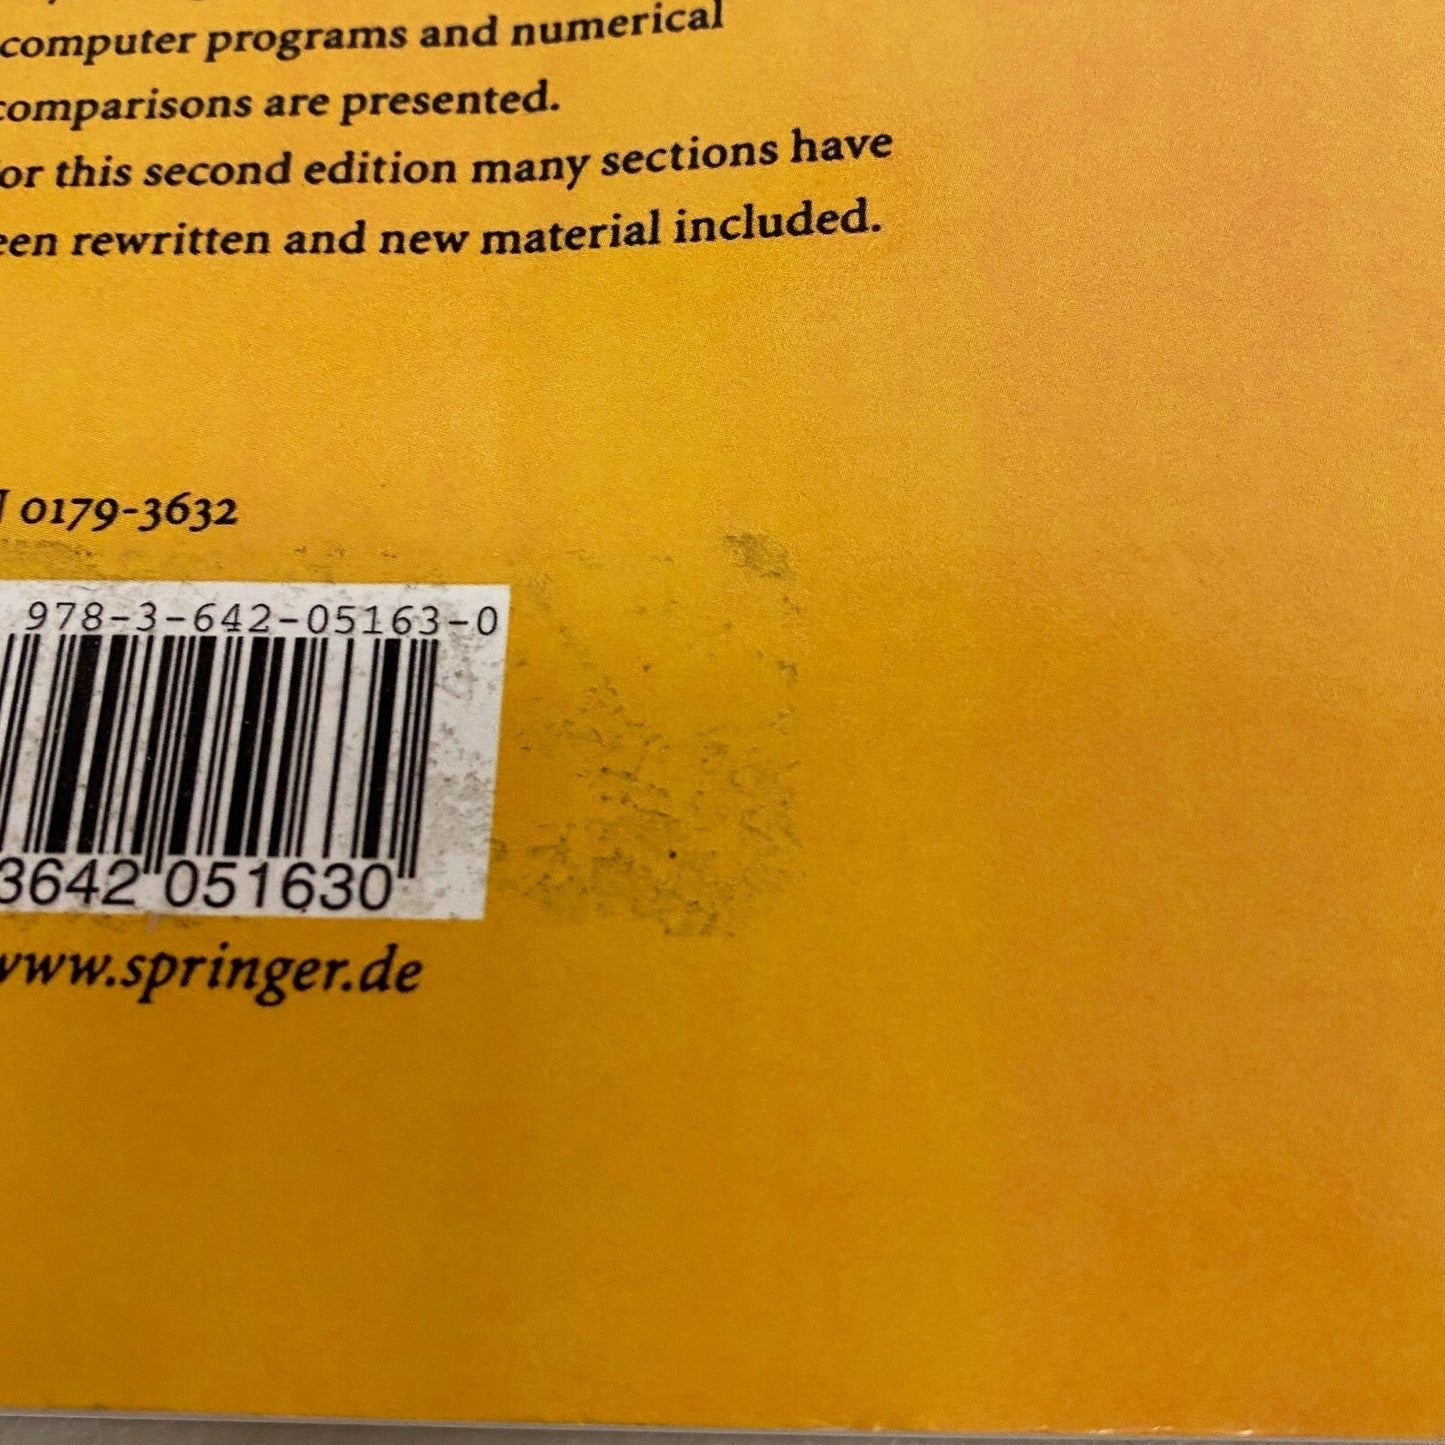 computer programs and numerical
comparisons are presented.
or this second edition many sections have
een rewritten and new material included.
0179-3632
978-3-642-05163-0
3642 051630
www.springer.de